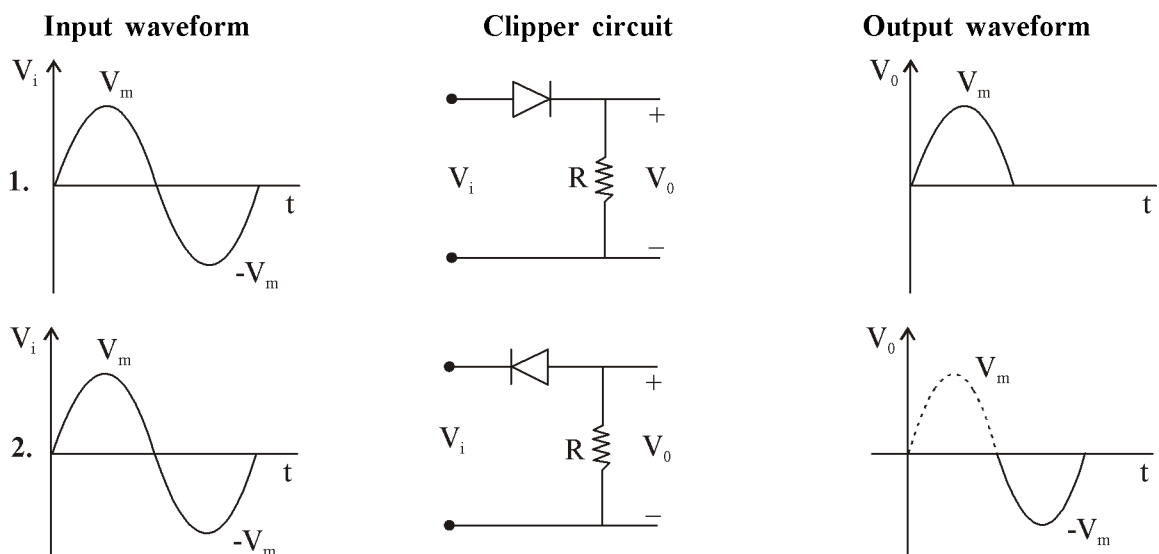 Input waveform Clipper circuit Output waveform
V_i V_m V_0 V_m
+
1. V_i R V_0
t t
-V_m −
V_i V_m V_0 V_m
+
2. V_i R V_0
t t
-V_m − -V_m